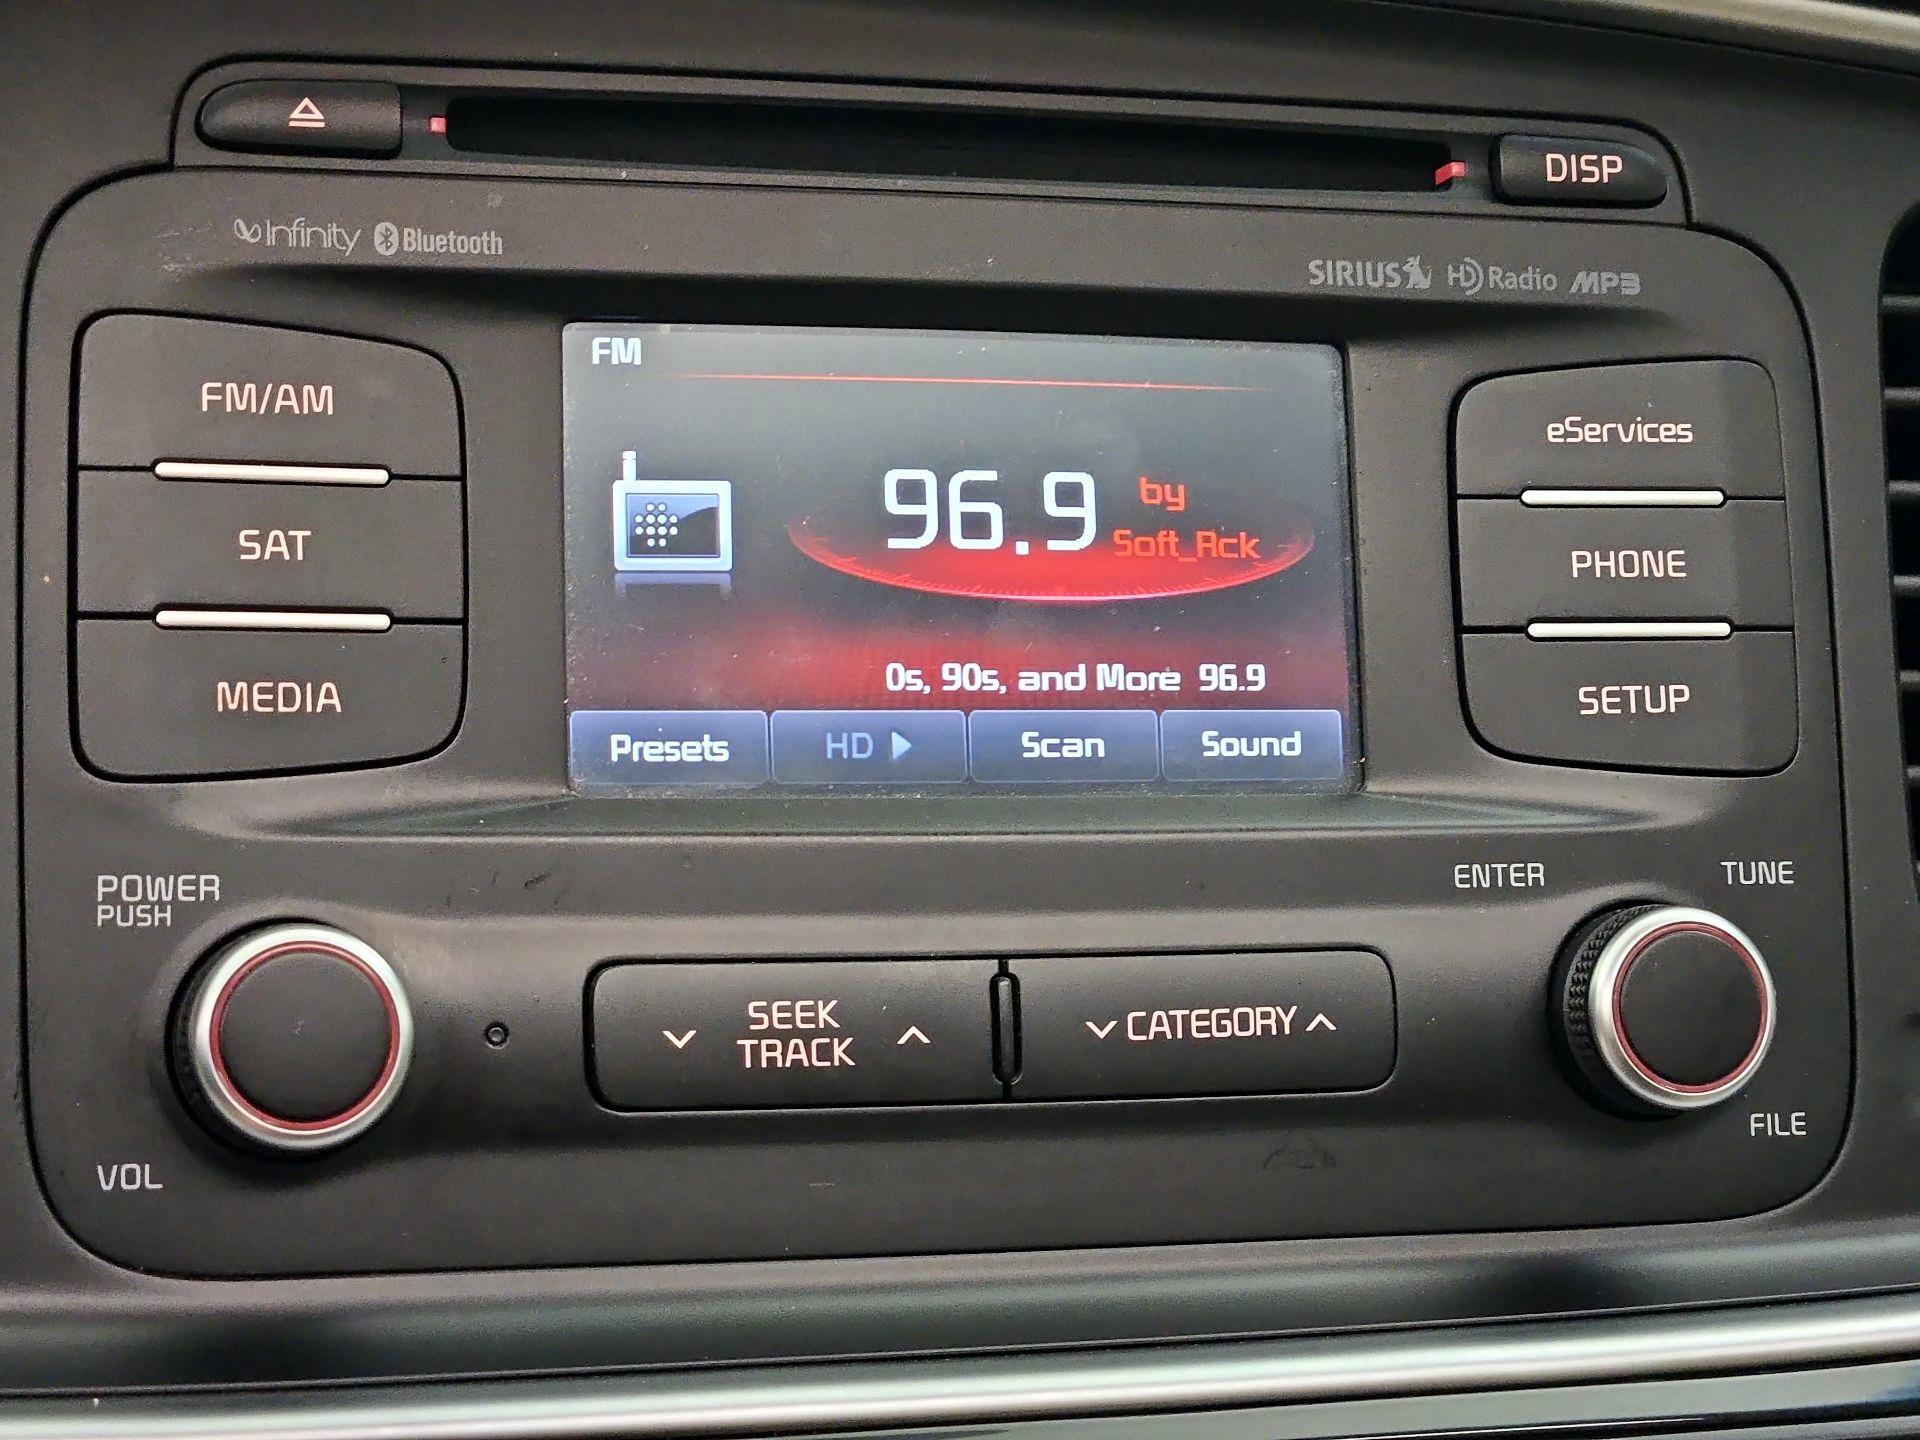 DISP
Infinity Bluetooth
SIRIUS HD Radio MP3
FM/AM
SAT
MEDIA
FM
96.9 by
Soft_Rck
0s, 90s, and More 96.9
Presets HD Scan Sound
eServices
PHONE
SETUP
POWER
PUSH
VOL
SEEK
TRACK
CATEGORY
ENTER TUNE
FILE